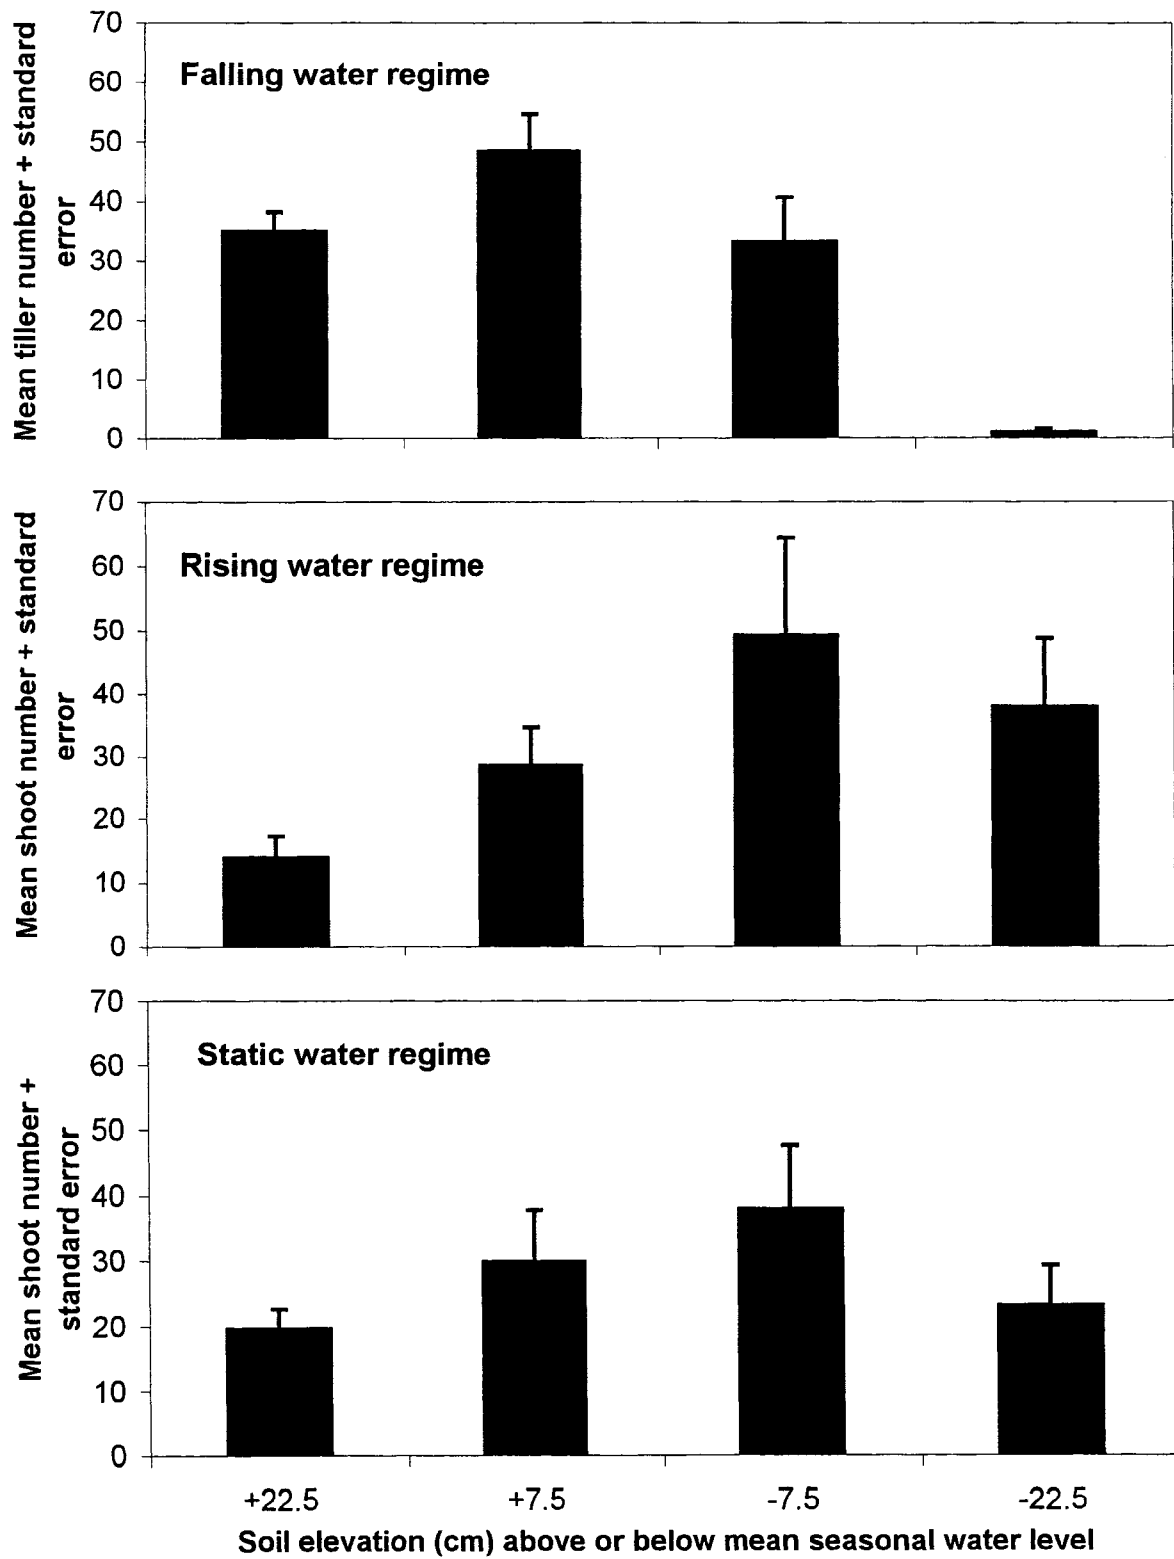 Mean tiller number + standard
error
70
60
50
40
30
20
10
0
Falling water regime
Mean shoot number + standard
error
70
60
50
40
30
20
10
0
Rising water regime
Mean shoot number +
standard error
70
60
50
40
30
20
10
0
Static water regime
+22.5 +7.5 -7.5 -22.5
Soil elevation (cm) above or below mean seasonal water level